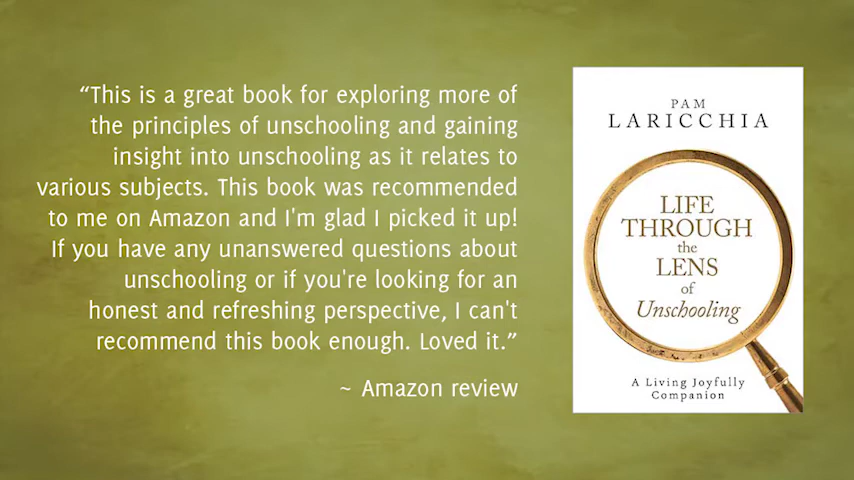 “This is a great book for exploring more of
the principles of unschooling and gaining
insight into unschooling as it relates to
various subjects. This book was recommended
to me on Amazon and I'm glad I picked it up!
If you have any unanswered questions about
unschooling or if you're looking for an
honest and refreshing perspective, I can't
recommend this book enough. Loved it.”
~ Amazon review
PAM
LARICCHIA
LIFE
THROUGH
the
LENS
of
Unschooling
A Living Joyfully
Companion